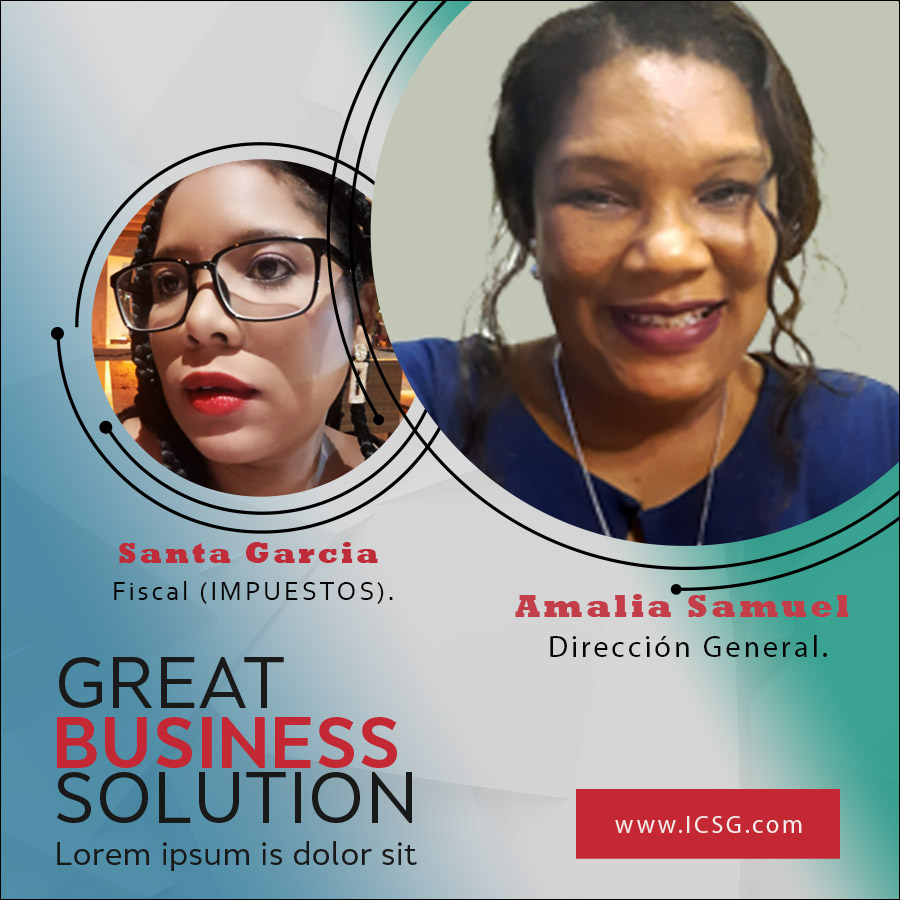 Santa Garcia
Fiscal (IMPUESTOS).
Amalia Samuel
Dirección General.
GREAT
BUSINESS
SOLUTION
Lorem ipsum is dolor sit
www.ICSG.com